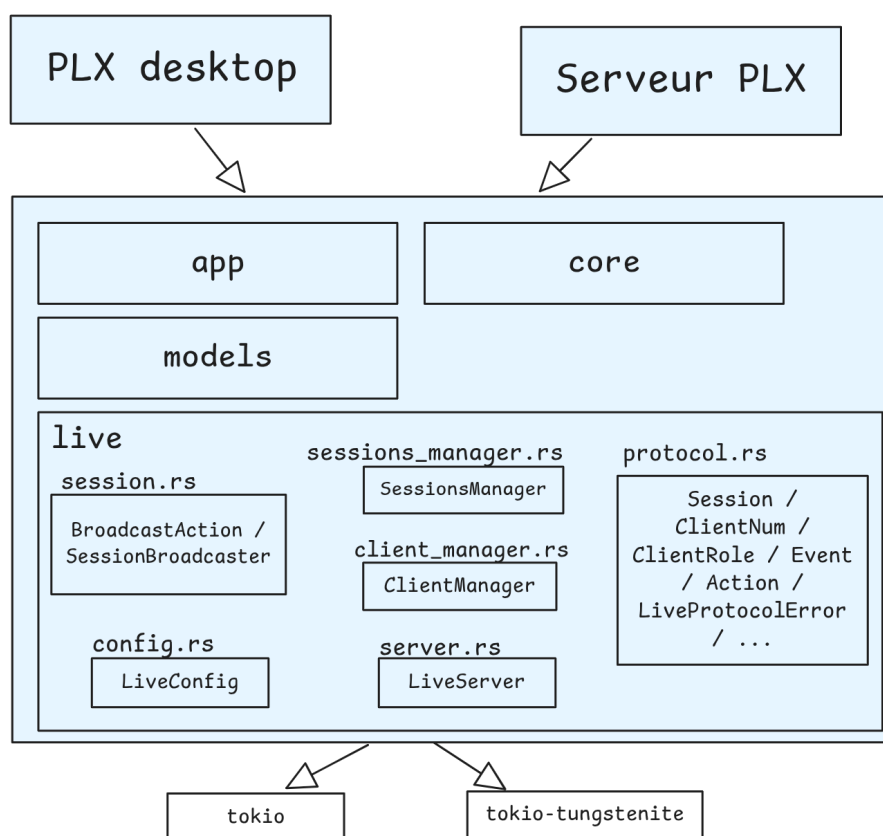 PLX desktop
Serveur PLX
app
core
models
live
sessions_manager.rs
protocol.rs
session.rs
SessionsManager
Session /
ClientNum /
ClientRole / Event
/ Action /
LiveProtocolError
/ ...
BroadcastAction /
SessionBroadcaster
client_manager.rs
ClientManager
config.rs
server.rs
LiveConfig
LiveServer
tokio
tokio-tungstenite